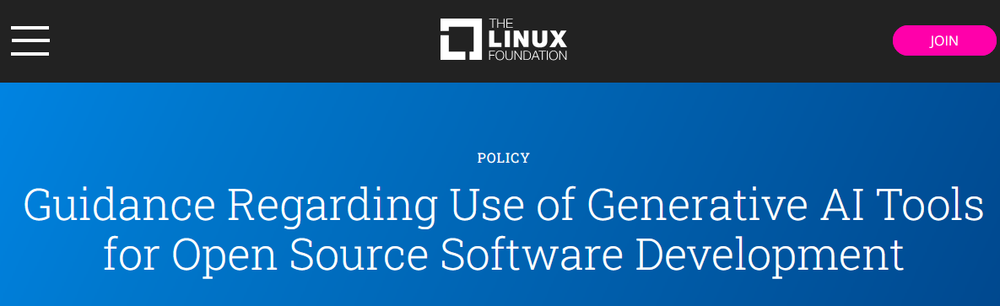 THE
LINUX
FOUNDATION
JOIN
POLICY
Guidance Regarding Use of Generative AI Tools
for Open Source Software Development